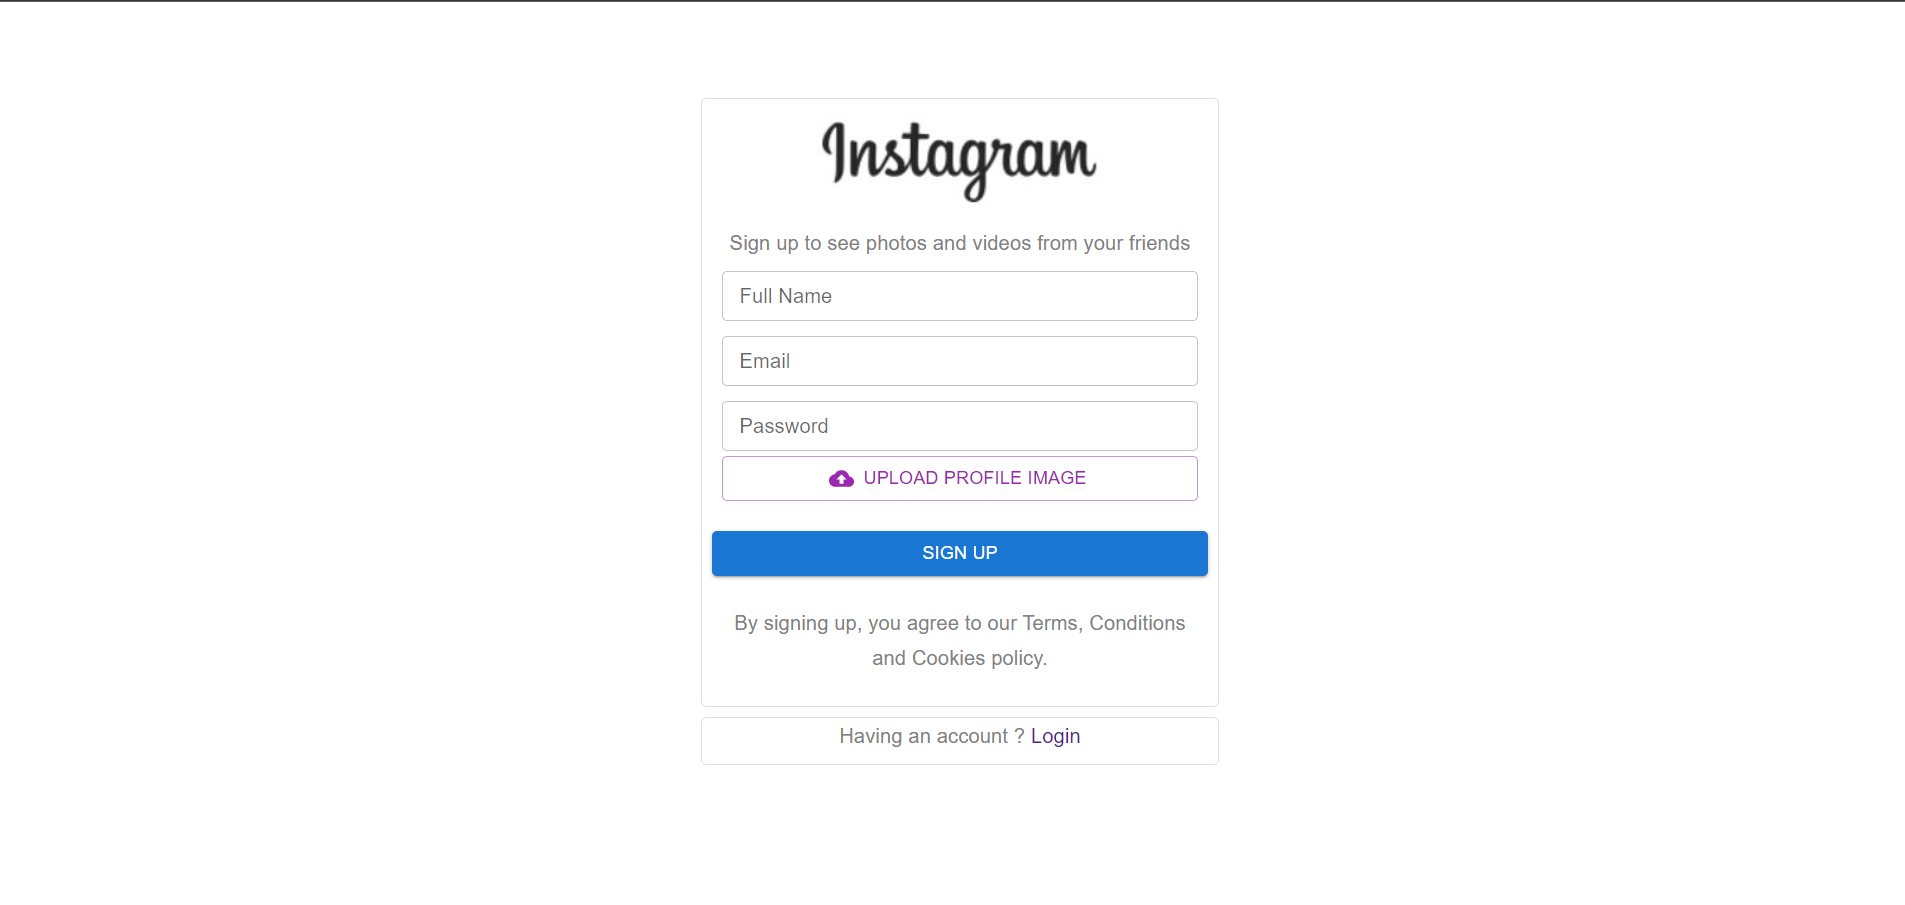 Instagram
Sign up to see photos and videos from your friends
Full Name
Email
Password
UPLOAD PROFILE IMAGE
SIGN UP
By signing up, you agree to our Terms, Conditions
and Cookies policy.
Having an account ? Login